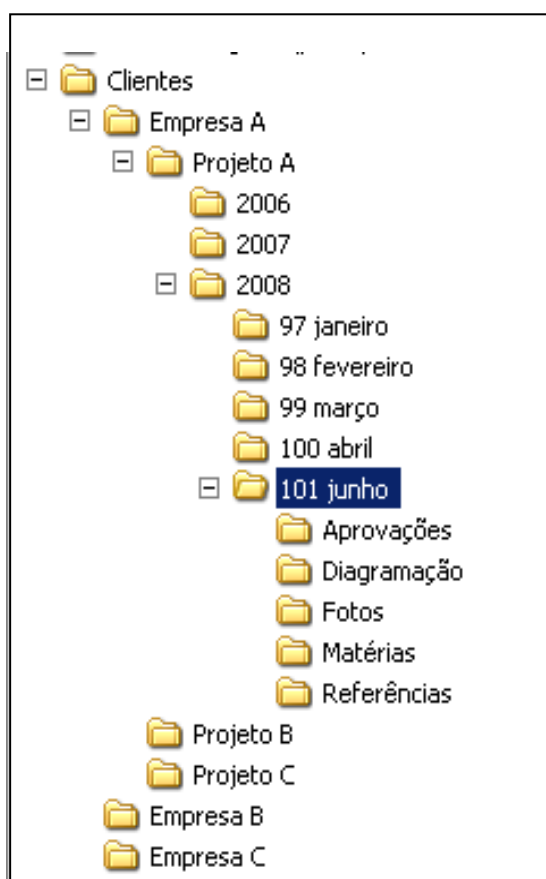 Clientes
Empresa A
Projeto A
2006
2007
2008
97 janeiro
98 fevereiro
99 março
100 abril
101 junho
Aprovações
Diagramação
Fotos
Matérias
Referências
Projeto B
Projeto C
Empresa B
Empresa C